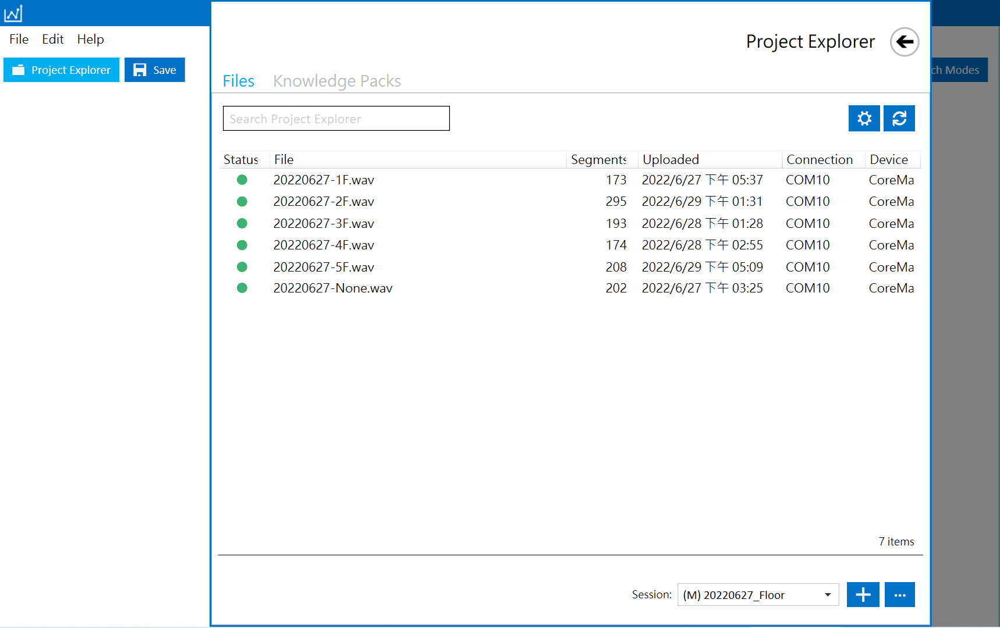 File Edit Help
Project Explorer
Save
Project Explorer
ch Modes
Files Knowledge Packs
Search Project Explorer
Status File Segments Uploaded Connection Device
20220627-1F.wav 173 2022/6/27 下午 05:37 COM10 CoreMa
20220627-2F.wav 295 2022/6/29 下午 01:31 COM10 CoreMa
20220627-3F.wav 193 2022/6/28 下午 01:28 COM10 CoreMa
20220627-4F.wav 174 2022/6/28 下午 02:55 COM10 CoreMa
20220627-5F.wav 208 2022/6/29 下午 05:09 COM10 CoreMa
20220627-None.wav 202 2022/6/27 下午 03:25 COM10 CoreMa
7 items
Session: (M) 20220627_Floor